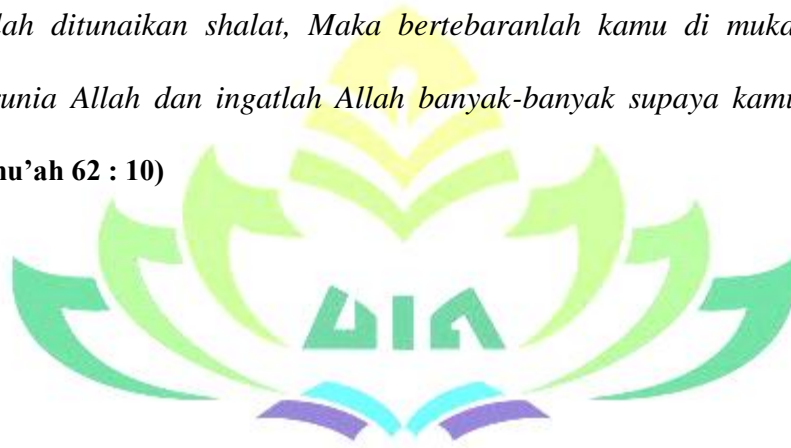 lah ditunaikan shalat, Maka bertebaranlah kamu di muka
unia Allah dan ingatlah Allah banyak-banyak supaya kamu
u’ah 62 : 10)
UIN